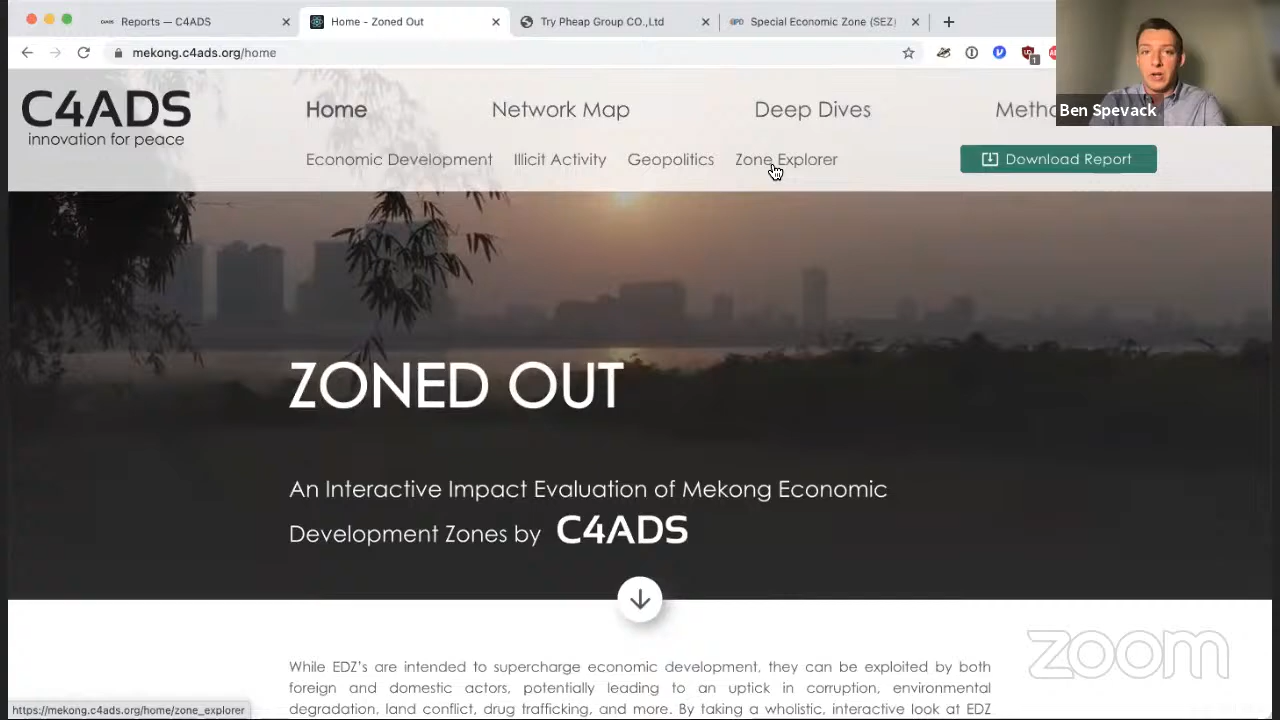 Reports — C4ADS
Home - Zoned Out
Try Pheap Group CO.,Ltd
Special Economic Zone (SEZ)
mekong.c4ads.org/home
Ben Spevack
C4ADS
innovation for peace
Home
Network Map
Deep Dives
Economic Development
Illicit Activity
Geopolitics
Zone Explorer
Download Report
ZONED OUT
An Interactive Impact Evaluation of Mekong Economic
Development Zones by C4ADS
While EDZ's are intended to supercharge economic development, they can be exploited by both
foreign and domestic actors, potentially leading to an uptick in corruption, environmental
degradation, land conflict, drug trafficking, and more. By taking a wholistic, interactive look at EDZ
zoom
https://mekong.c4ads.org/home/zone_explorer